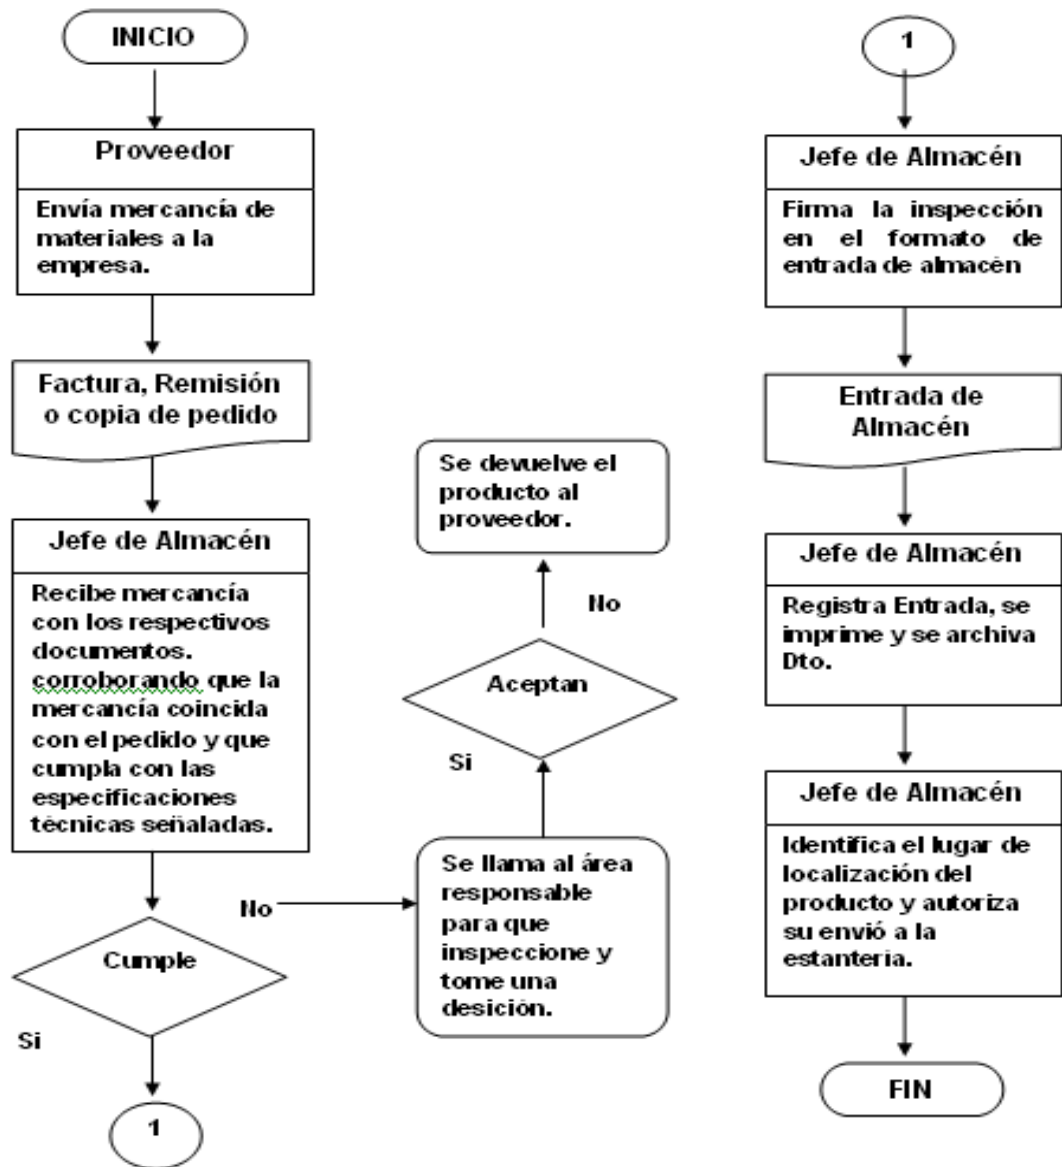 INICIO
Proveedor
Envía mercancía de
materiales a la
empresa.
Factura, Remisión
o copia de pedido
Jefe de Almacén
Recibe mercancía
con los respectivos
documentos.
corroborando que la
mercancía coincida
con el pedido y que
cumpla con las
especificaciones
técnicas señaladas.
Cumple
No
Si
1
Se llama al área
responsable
para que
inspeccione y
tome una
desición.
Aceptan
Si
No
Se devuelve el
producto al
proveedor.
1
Jefe de Almacén
Firma la inspección
en el formato de
entrada de almacén
Entrada de
Almacén
Jefe de Almacén
Registra Entrada, se
imprime y se archiva
Dto.
Jefe de Almacén
Identifica el lugar de
localización del
producto y autoriza
su envió a la
estantería.
FIN